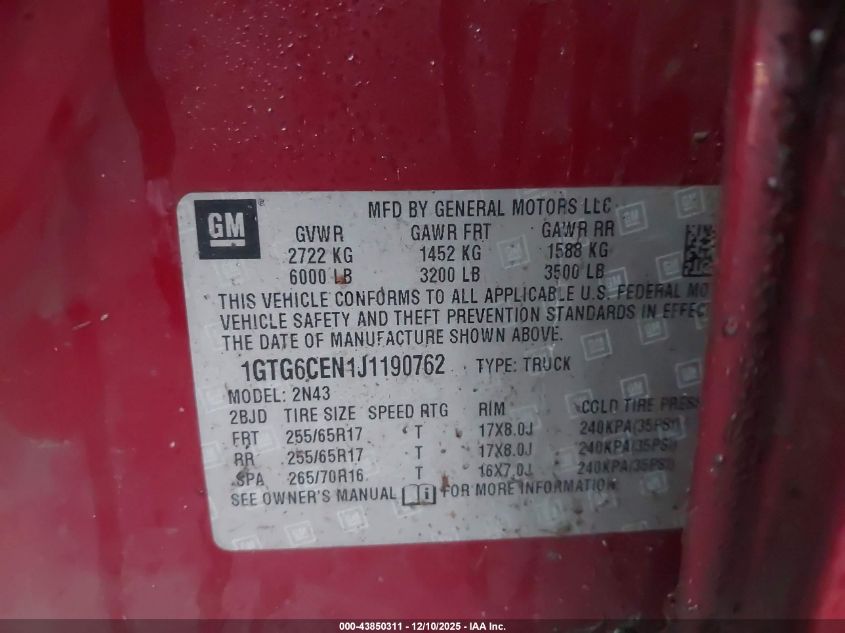 GM
MFD BY GENERAL MOTORS LLC
GVWR GAWR FRT GAWR RR
2722 KG 1452 KG 1588 KG
6000 LB 3200 LB 3500 LB
THIS VEHICLE CONFORMS TO ALL APPLICABLE U.S. FEDERAL MO
VEHICLE SAFETY AND THEFT PREVENTION STANDARDS IN EFFEC
THE DATE OF MANUFACTURE SHOWN ABOVE.
1GTG6CEN1J1190762 TYPE: TRUCK
MODEL: 2N43
2BJD TIRE SIZE SPEED RTG RIM COLD TIRE PRESS
FRT 255/65R17 T 17X8.0J 240KPA(35PSI)
RR 255/65R17 T 17X8.0J 240KPA(35PSI)
SPA 265/70R16 T 16X7.0J 240KPA(35PSI)
SEE OWNER'S MANUAL FOR MORE INFORMATION
000-43850311 - 12/10/2025 - IAA Inc.